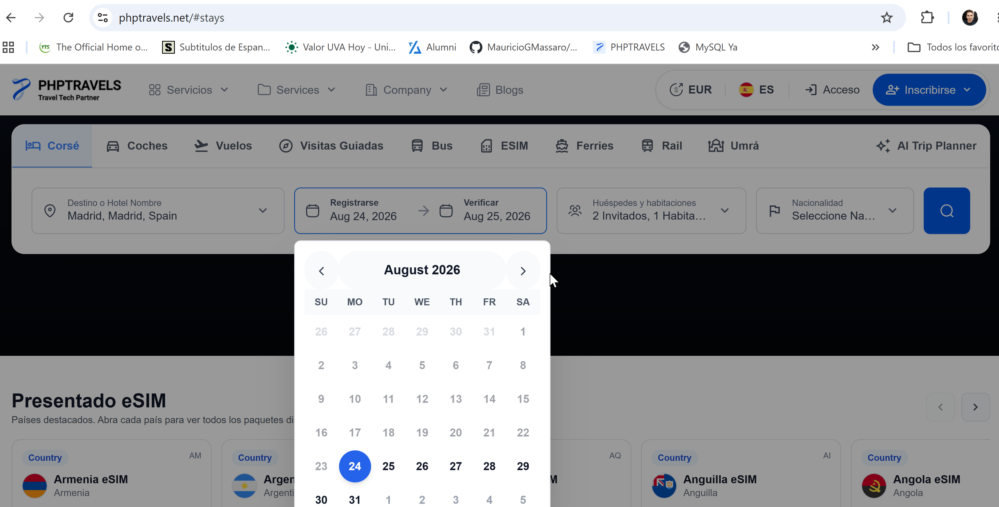 phptravels.net/#stays
YTS The Official Home o...
S Subtitulos de Espan...
Valor UVA Hoy - Uni...
Alumni
MauricioGMassaro/...
PHPTRAVELS
MySQL Ya
Todos los favorito
PHPTRAVELS
Travel Tech Partner
Servicios
Services
Company
Blogs
EUR
ES
Acceso
Inscribirse
Corsé
Coches
Vuelos
Visitas Guiadas
Bus
ESIM
Ferries
Rail
Umrá
AI Trip Planner
Destino o Hotel Nombre
Madrid, Madrid, Spain
Registrarse
Aug 24, 2026
Verificar
Aug 25, 2026
Huéspedes y habitaciones
2 Invitados, 1 Habita...
Nacionalidad
Seleccione Na...
August 2026
SU MO TU WE TH FR SA
26 27 28 29 30 31 1
2 3 4 5 6 7 8
9 10 11 12 13 14 15
16 17 18 19 20 21 22
23 24 25 26 27 28 29
30 31 1 2 3 4 5
Presentado eSIM
Países destacados. Abra cada país para ver todos los paquetes di
Country
AM
Armenia eSIM
Armenia
Country
Argen
Argenti
AQ
M
Country
AI
Anguilla eSIM
Anguilla
Country
Angola eSIM
Angola